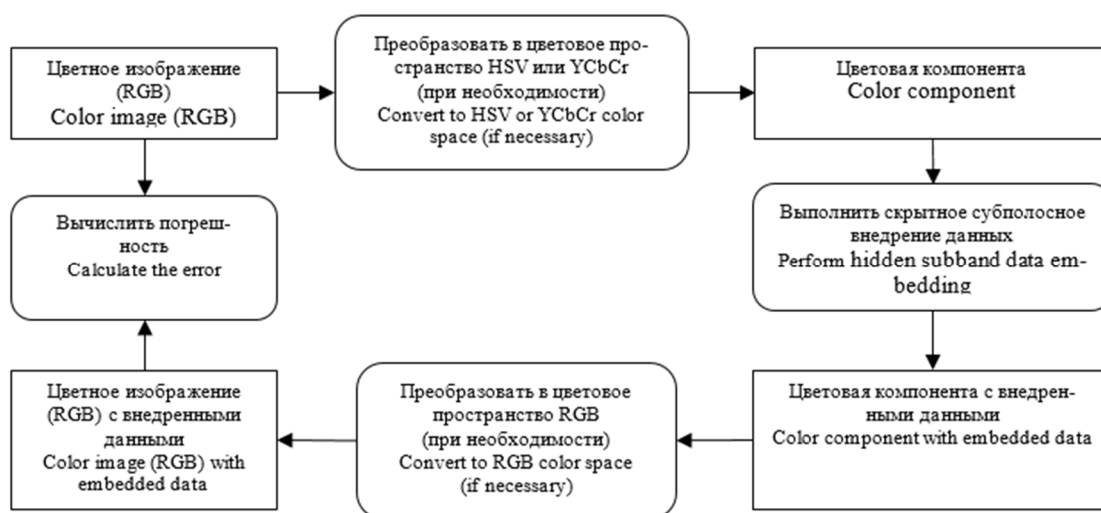 Цветное изображение
(RGB)
Color image (RGB)
Преобразовать в цветовое про-
странство HSV или YCbCr
(при необходимости)
Convert to HSV or YCbCr color
space (if necessary)
Цветовая компонента
Color component
Выполнить скрытное субполосное
внедрение данных
Perform hidden subband data em-
bedding
Цветовая компонента с внедрен-
ными данными
Color component with embedded data
Преобразовать в цветовое
пространство RGB
(при необходимости)
Convert to RGB color space
(if necessary)
Цветное изображение
(RGB) с внедренными
данными
Color image (RGB) with
embedded data
Вычислить погреш-
ность
Calculate the error